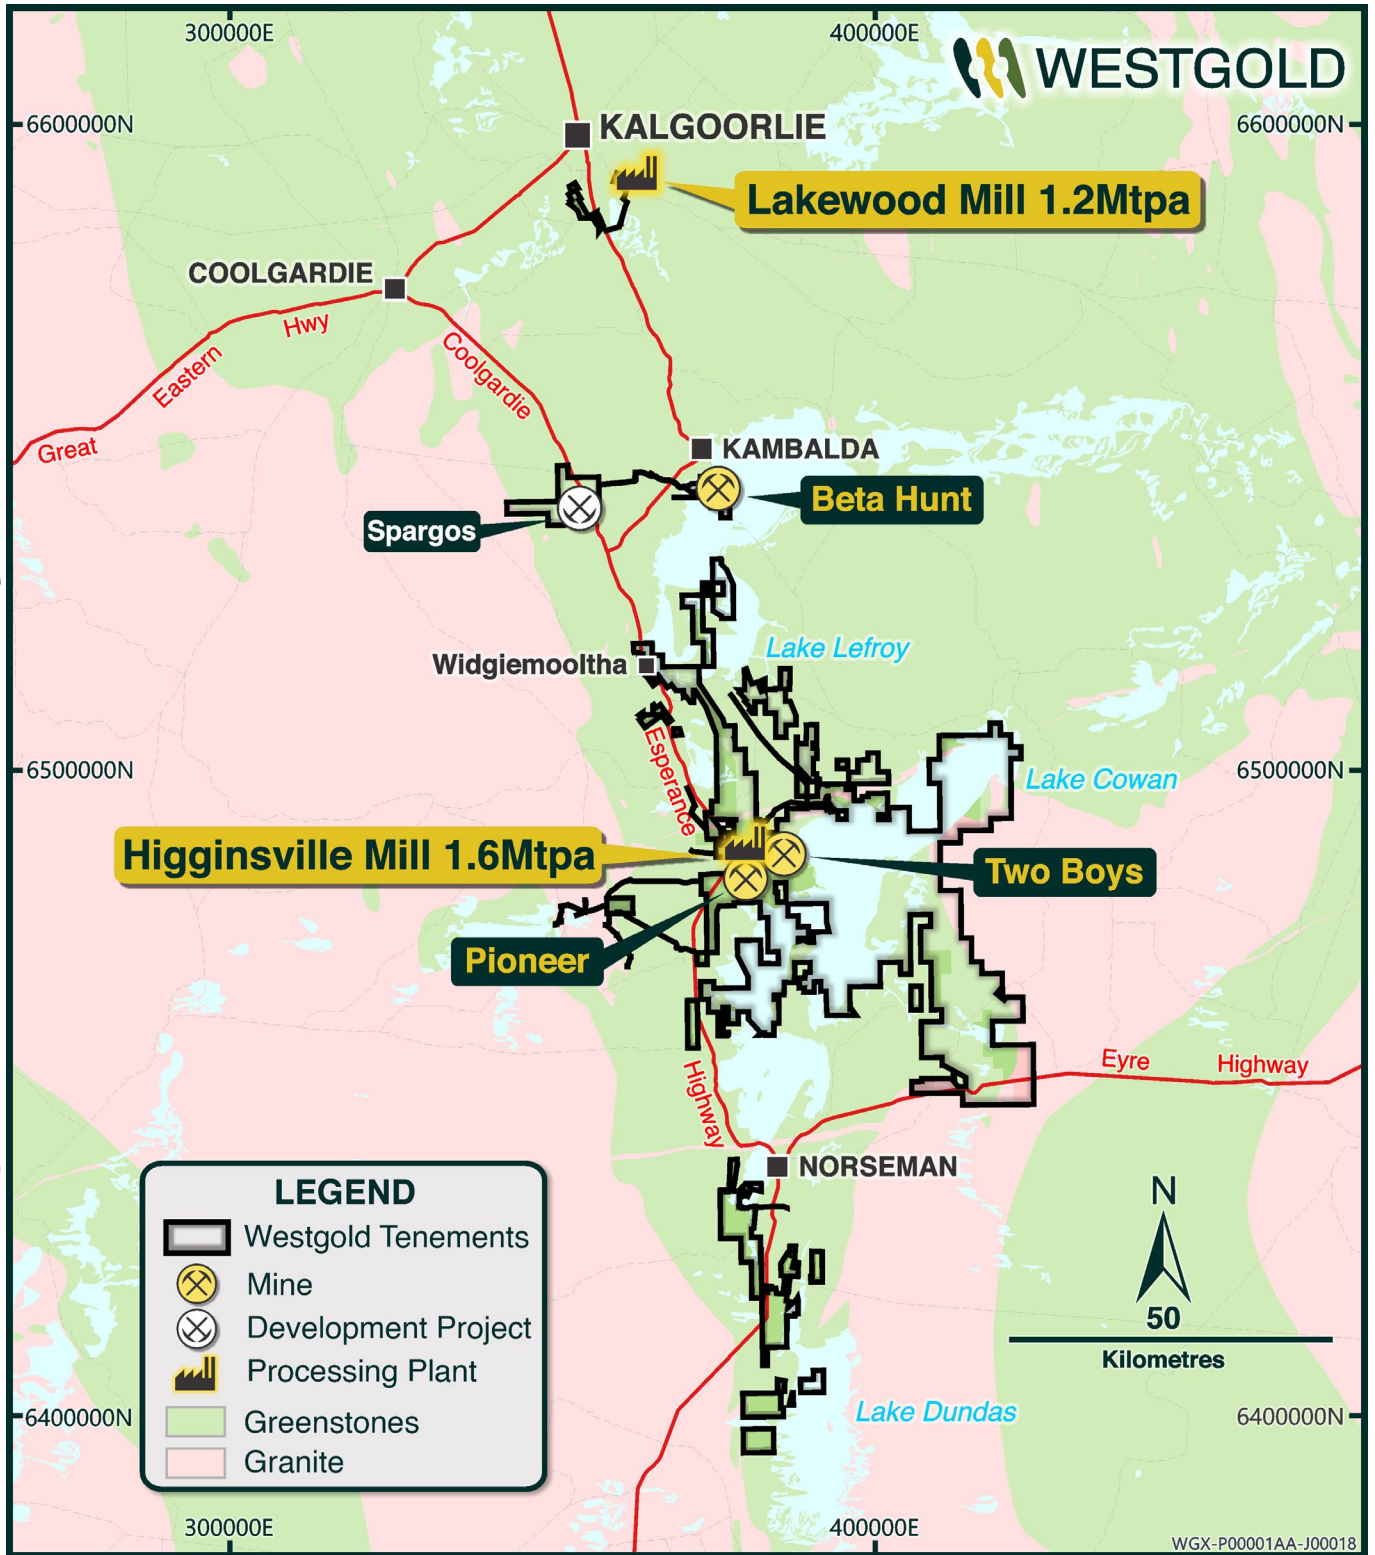 300000E
400000E
WESTGOLD
6600000N
6600000N
KALGOORLIE
Lakewood Mill 1.2Mtpa
COOLGARDIE
Great Eastern Hwy
Coolgardie
KAMBALDA
Beta Hunt
Spargos
Lake Lefroy
Widgiemooltha
Esperance
6500000N
6500000N
Lake Cowan
Higginsville Mill 1.6Mtpa
Two Boys
Pioneer
Highway
Eyre Highway
NORSEMAN
LEGEND
Westgold Tenements
Mine
Development Project
Processing Plant
Greenstones
Granite
N
50
Kilometres
Lake Dundas
6400000N
6400000N
300000E
400000E
WGX-P00001AA-J00018